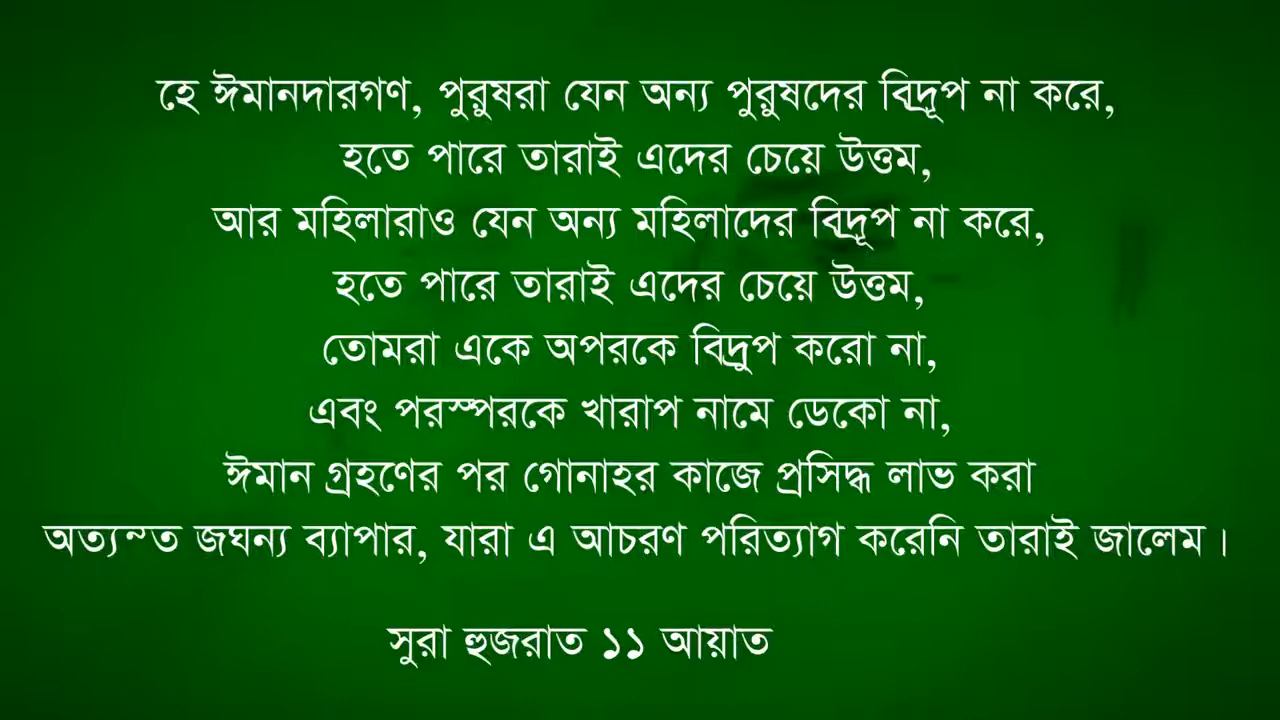 হে ঈমানদারগণ, পুরুষরা যেন অন্য পুরুষদের বিদ্রূপ না করে,
হতে পারে তারাই এদের চেয়ে উত্তম,
আর মহিলারাও যেন অন্য মহিলাদের বিদ্রূপ না করে,
হতে পারে তারাই এদের চেয়ে উত্তম,
তোমরা একে অপরকে বিদ্রুপ করো না,
এবং পরস্পরকে খারাপ নামে ডেকো না,
ঈমান গ্রহণের পর গোনাহর কাজে প্রসিদ্ধ লাভ করা
অত্যন্ত জঘন্য ব্যাপার, যারা এ আচরণ পরিত্যাগ করেনি তারাই জালেম।
সুরা হুজরাত ১১ আয়াত